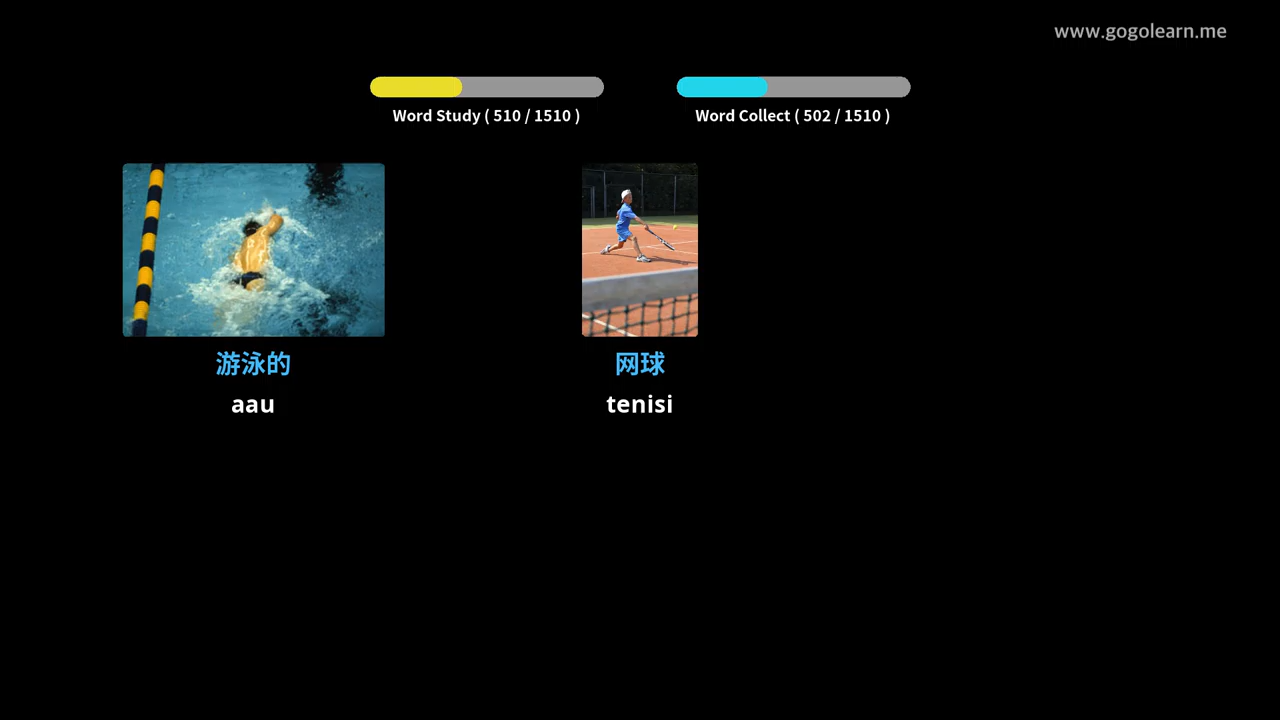 www.gogolearn.me
Word Study ( 510 / 1510 )
Word Collect ( 502 / 1510 )
游泳的
网球
aau
tenisi